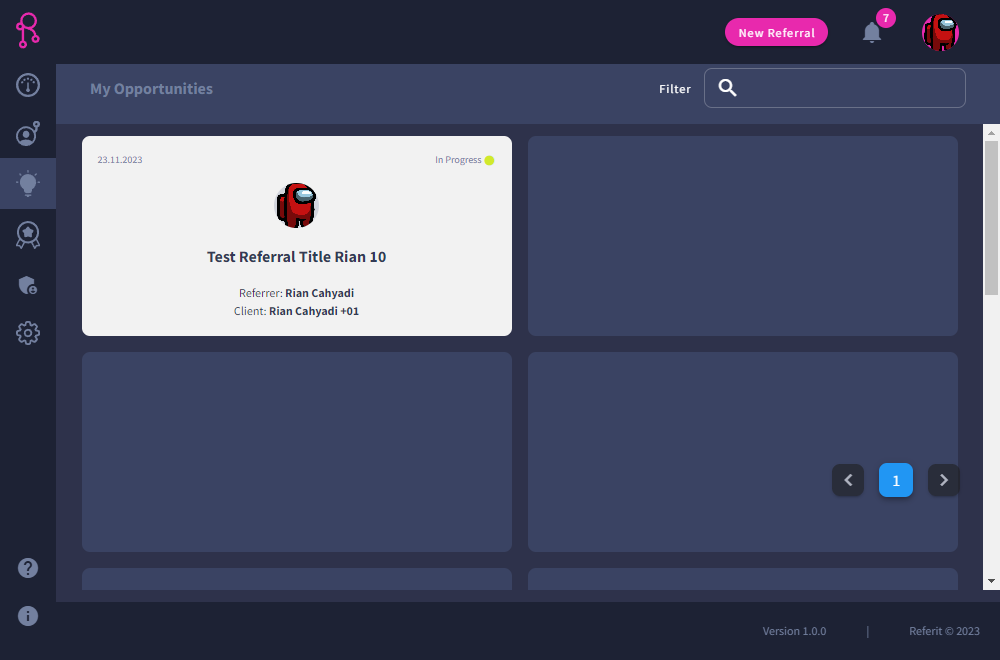 7
New Referral
My Opportunities
Filter
23.11.2023
In Progress
Test Referral Title Rian 10
Referrer: Rian Cahyadi
Client: Rian Cahyadi +01
1
Version 1.0.0 | Referit © 2023